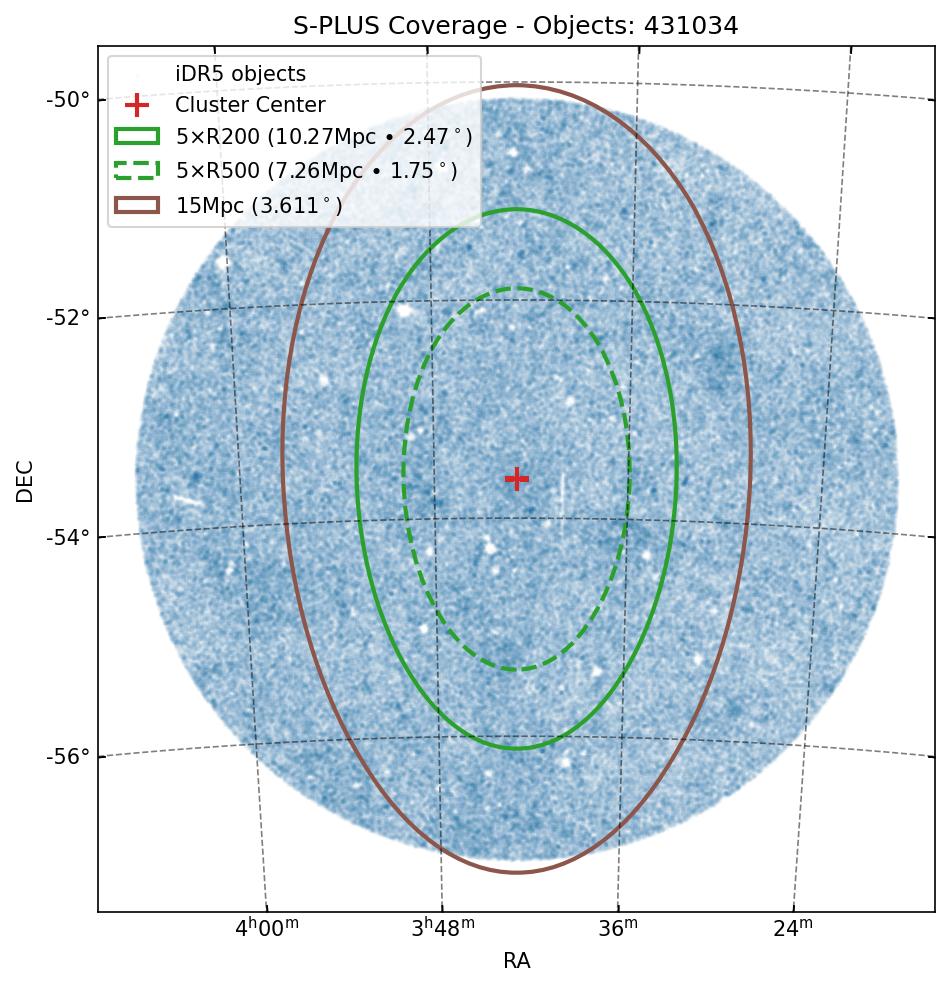 S-PLUS Coverage - Objects: 431034
iDR5 objects
Cluster Center
5×R200 (10.27Mpc • 2.47°)
5×R500 (7.26Mpc • 1.75°)
15Mpc (3.611°)
-50°
-52°
-54°
-56°
DEC
4ʰ00ᵐ 3ʰ48ᵐ 36ᵐ 24ᵐ
RA